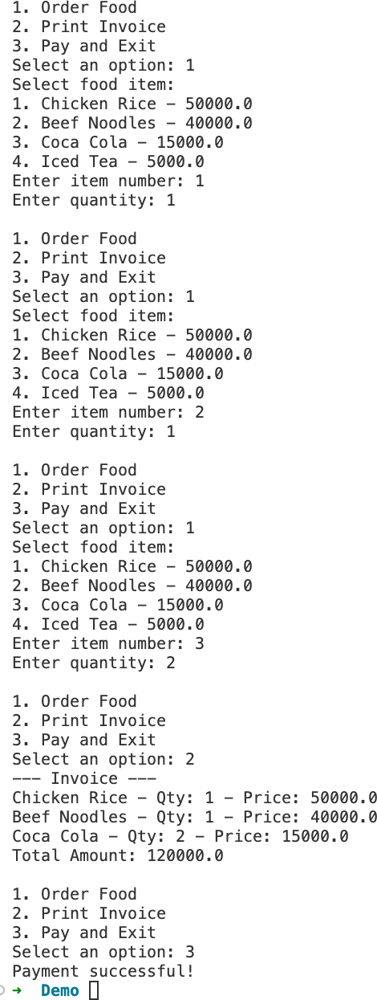 1. Order Food
2. Print Invoice
3. Pay and Exit
Select an option: 1
Select food item:
1. Chicken Rice - 50000.0
2. Beef Noodles - 40000.0
3. Coca Cola - 15000.0
4. Iced Tea - 5000.0
Enter item number: 1
Enter quantity: 1

1. Order Food
2. Print Invoice
3. Pay and Exit
Select an option: 1
Select food item:
1. Chicken Rice - 50000.0
2. Beef Noodles - 40000.0
3. Coca Cola - 15000.0
4. Iced Tea - 5000.0
Enter item number: 2
Enter quantity: 1

1. Order Food
2. Print Invoice
3. Pay and Exit
Select an option: 1
Select food item:
1. Chicken Rice - 50000.0
2. Beef Noodles - 40000.0
3. Coca Cola - 15000.0
4. Iced Tea - 5000.0
Enter item number: 3
Enter quantity: 2

1. Order Food
2. Print Invoice
3. Pay and Exit
Select an option: 2
--- Invoice ---
Chicken Rice - Qty: 1 - Price: 50000.0
Beef Noodles - Qty: 1 - Price: 40000.0
Coca Cola - Qty: 2 - Price: 15000.0
Total Amount: 120000.0

1. Order Food
2. Print Invoice
3. Pay and Exit
Select an option: 3
Payment successful!
➜ Demo